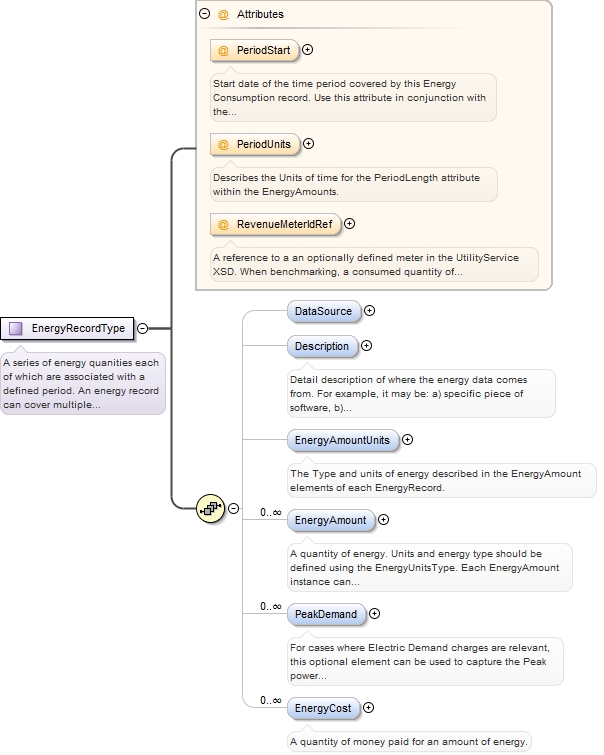 Attributes
@ PeriodStart
Start date of the time period covered by this Energy
Consumption record. Use this attribute in conjunction with
the...
@ PeriodUnits
Describes the Units of time for the PeriodLength attribute
within the EnergyAmounts.
@ RevenueMeterIdRef
A reference to a an optionally defined meter in the UtilityService
XSD. When benchmarking, a consumed quantity of...
EnergyRecordType
A series of energy quanities each
of which are associated with a
defined period. An energy record
can cover multiple...
DataSource
Description
Detail description of where the energy data comes
from. For example, it may be: a) specific piece of
software, b)...
EnergyAmountUnits
The Type and units of energy described in the EnergyAmount
elements of each EnergyRecord.
0..∞
EnergyAmount
A quantity of energy. Units and energy type should be
defined using the EnergyUnitsType. Each EnergyAmount
instance can...
0..∞
PeakDemand
For cases where Electric Demand charges are relevant,
this optional element can be used to capture the Peak
power...
0..∞
EnergyCost
A quantity of money paid for an amount of energy.